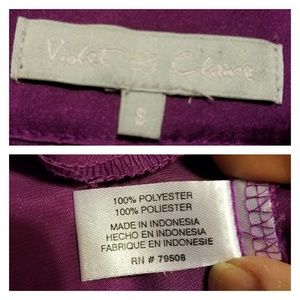 Violet & Claire
S
100% POLYESTER
100% POLIESTER
MADE IN INDONESIA
HECHO EN INDONESIA
FABRIQUE EN INDONESIE
RN # 79508